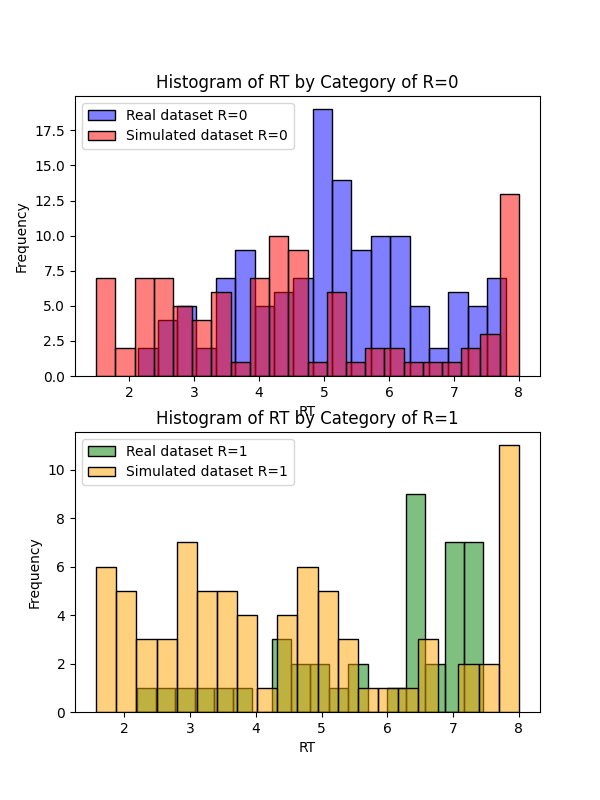 Histogram of RT by Category of R=0
Real dataset R=0
Simulated dataset R=0
Frequency
17.5
15.0
12.5
10.0
7.5
5.0
2.5
0.0
2 3 4 5 6 7 8
RT
Histogram of RT by Category of R=1
Real dataset R=1
Simulated dataset R=1
Frequency
10
8
6
4
2
0
2 3 4 5 6 7 8
RT